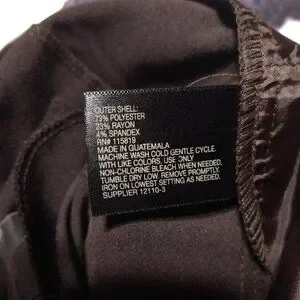 OUTER SHELL:
73% POLYESTER
23% RAYON
4% SPANDEX
RN# 115819
MADE IN GUATEMALA
MACHINE WASH COLD GENTLE CYCLE.
WITH LIKE COLORS. USE ONLY
NON-CHLORINE BLEACH WHEN NEEDED.
TUMBLE DRY LOW. REMOVE PROMPTLY.
IRON ON LOWEST SETTING AS NEEDED.
SUPPLIER 12110-3